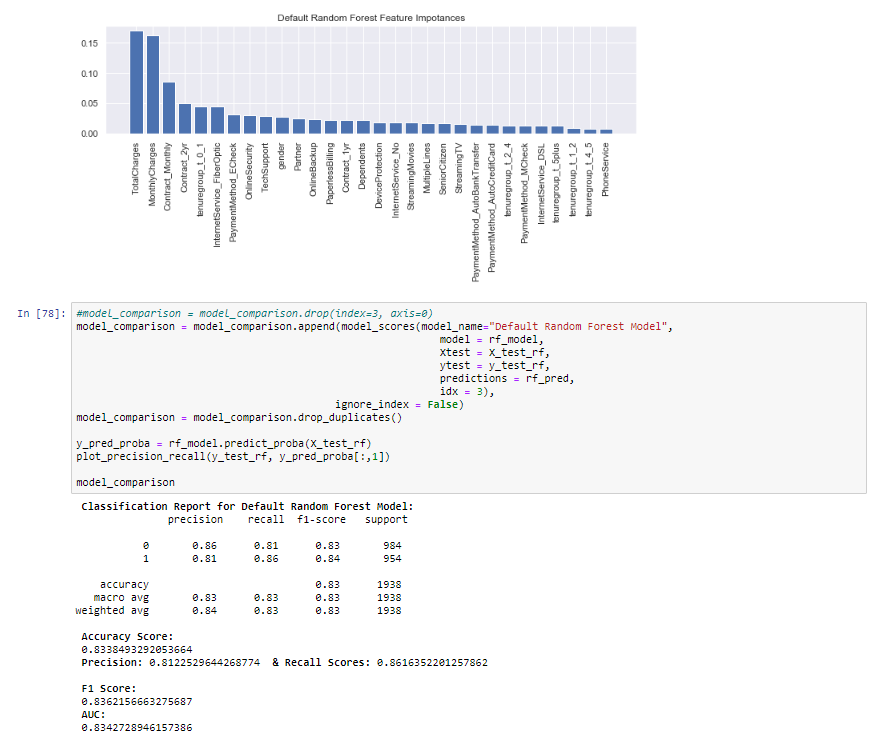 Default Random Forest Feature Impotances
0.15
0.10
0.05
0.00
TotalCharges
MonthlyCharges
Contract_Monthly
Contract_2yr
tenuregroup_t_0_1
InternetService_FiberOptic
PaymentMethod_ECheck
OnlineSecurity
TechSupport
gender
Partner
OnlineBackup
PaperlessBilling
Contract_1yr
Dependents
DeviceProtection
InternetService_No
StreamingMovies
MultipleLines
SeniorCitizen
StreamingTV
PaymentMethod_AutoBankTransfer
PaymentMethod_AutoCreditCard
tenuregroup_t_2_4
PaymentMethod_MCheck
InternetService_DSL
tenuregroup_t_5plus
tenuregroup_t_1_2
tenuregroup_t_4_5
PhoneService
In [78]:
#model_comparison = model_comparison.drop(index=3, axis=0)
model_comparison = model_comparison.append(model_scores(model_name="Default Random Forest Model",
model = rf_model,
Xtest = X_test_rf,
ytest = y_test_rf,
predictions = rf_pred,
idx = 3),
ignore_index = False)
model_comparison = model_comparison.drop_duplicates()
y_pred_proba = rf_model.predict_proba(X_test_rf)
plot_precision_recall(y_test_rf, y_pred_proba[:,1])
model_comparison
Classification Report for Default Random Forest Model:
precision recall f1-score support
0 0.86 0.81 0.83 984
1 0.81 0.86 0.84 954
accuracy 0.83 1938
macro avg 0.83 0.83 0.83 1938
weighted avg 0.84 0.83 0.83 1938
Accuracy Score:
0.8338493292053664
Precision: 0.8122529644268774 & Recall Scores: 0.8616352201257862
F1 Score:
0.8362156663275687
AUC:
0.8342728946157386